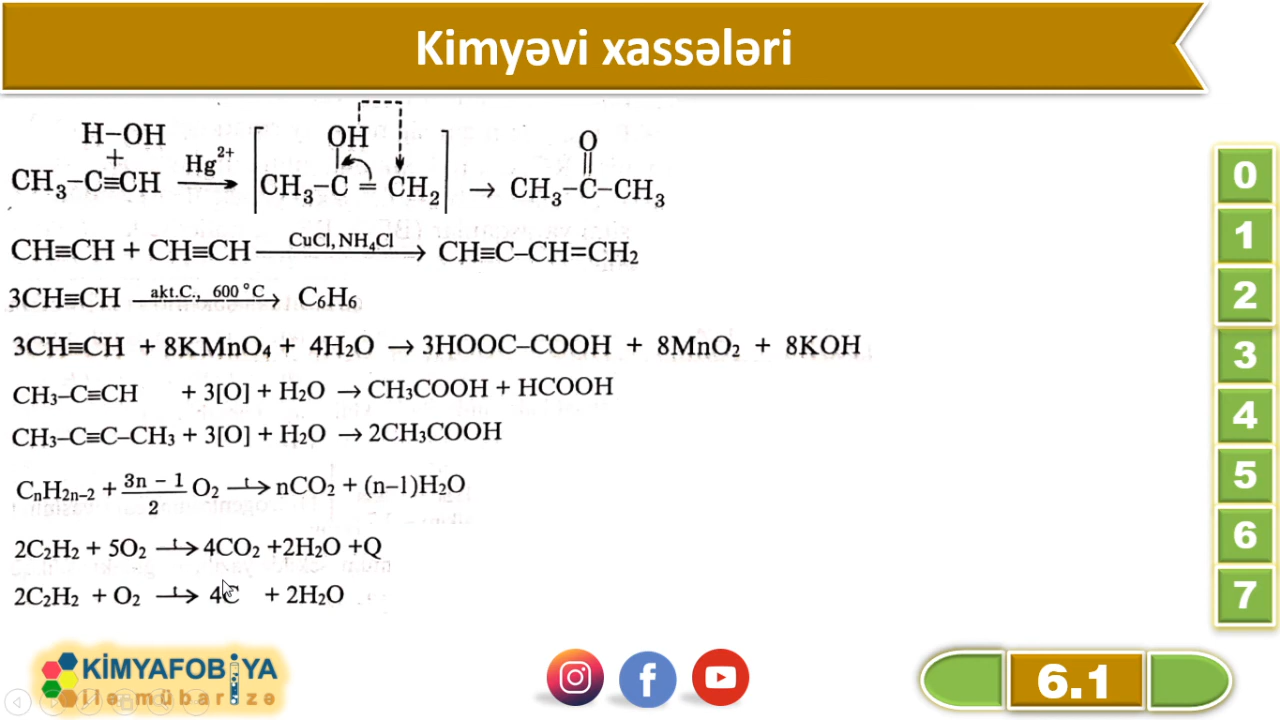 Kimyəvi xassələri
H–OH
+
CH₃–C≡CH
Hg²⁺
OH
CH₃–C = CH₂
→
O
CH₃–C–CH₃
CH≡CH + CH≡CH CuCl, NH₄Cl → CH≡C–CH=CH₂
3CH≡CH akt.C., 600 °C → C₆H₆
3CH≡CH + 8KMnO₄ + 4H₂O → 3HOOC–COOH + 8MnO₂ + 8KOH
CH₃–C≡CH + 3[O] + H₂O → CH₃COOH + HCOOH
CH₃–C≡C–CH₃ + 3[O] + H₂O → 2CH₃COOH
CₙH₂ₙ₋₂ + (3n – 1)/2 O₂ –t→ nCO₂ + (n–1)H₂O
2C₂H₂ + 5O₂ –t→ 4CO₂ +2H₂O +Q
2C₂H₂ + O₂ –t→ 4C + 2H₂O
0
1
2
3
4
5
6
7
KİMYAFOBİYA
ilə mübarizə
6.1